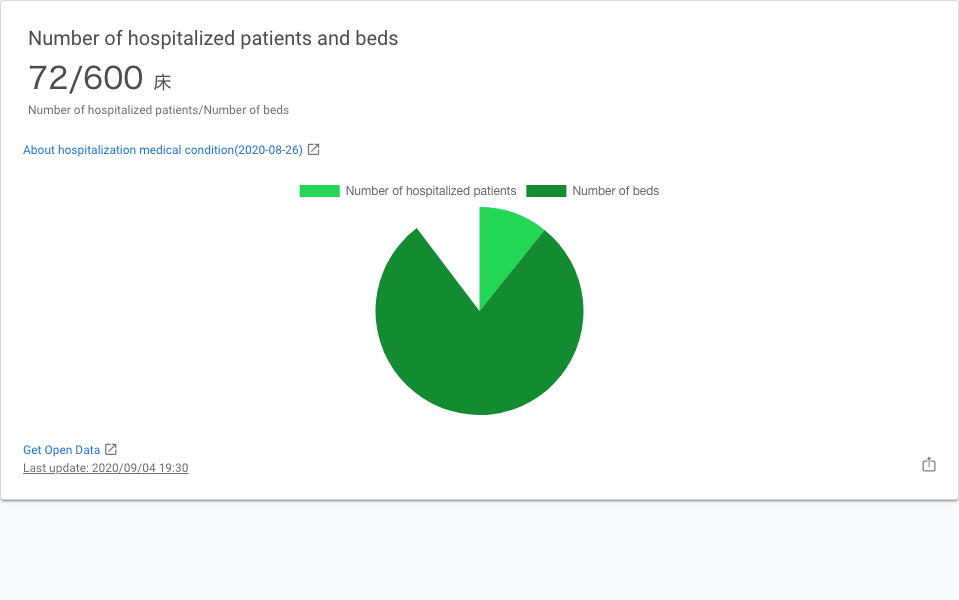 Number of hospitalized patients and beds
72/600 床
Number of hospitalized patients/Number of beds
About hospitalization medical condition(2020-08-26)
Number of hospitalized patients Number of beds
Get Open Data
Last update: 2020/09/04 19:30